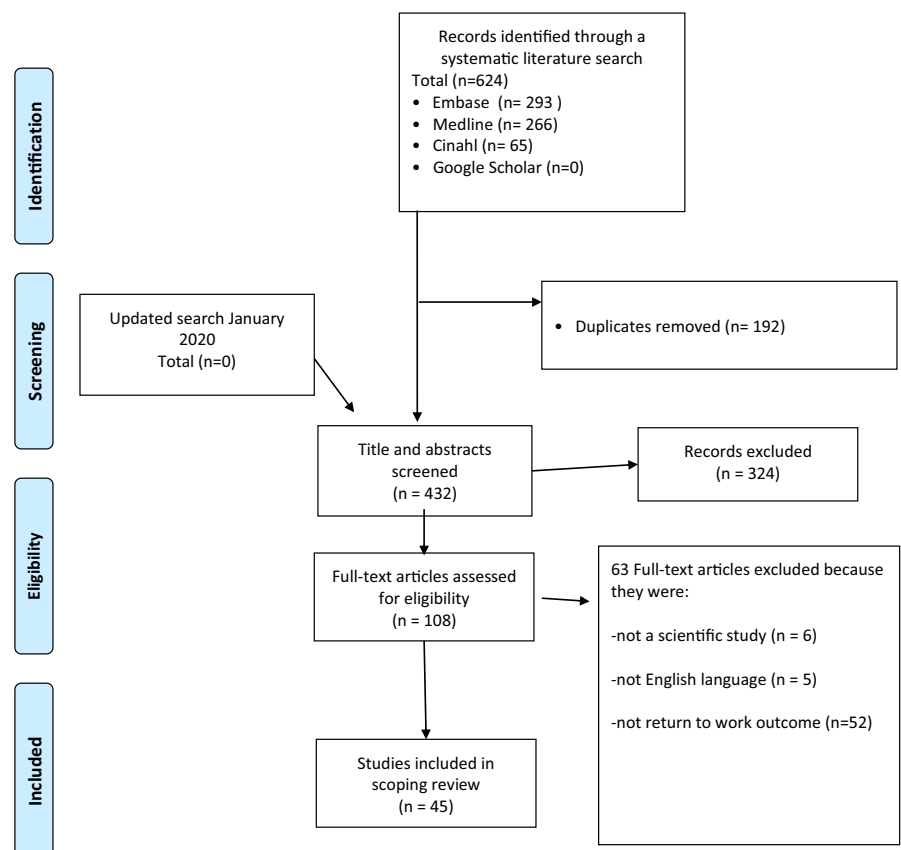 Identification
Records identified through a
systematic literature search
Total (n=624)
• Embase (n= 293 )
• Medline (n= 266)
• Cinahl (n= 65)
• Google Scholar (n=0)
Screening
Updated search January
2020
Total (n=0)
• Duplicates removed (n= 192)
Title and abstracts
screened
(n = 432)
Records excluded
(n = 324)
Eligibility
Full-text articles assessed
for eligibility
(n = 108)
63 Full-text articles excluded because
they were:
-not a scientific study (n = 6)
-not English language (n = 5)
-not return to work outcome (n=52)
Included
Studies included in
scoping review
(n = 45)